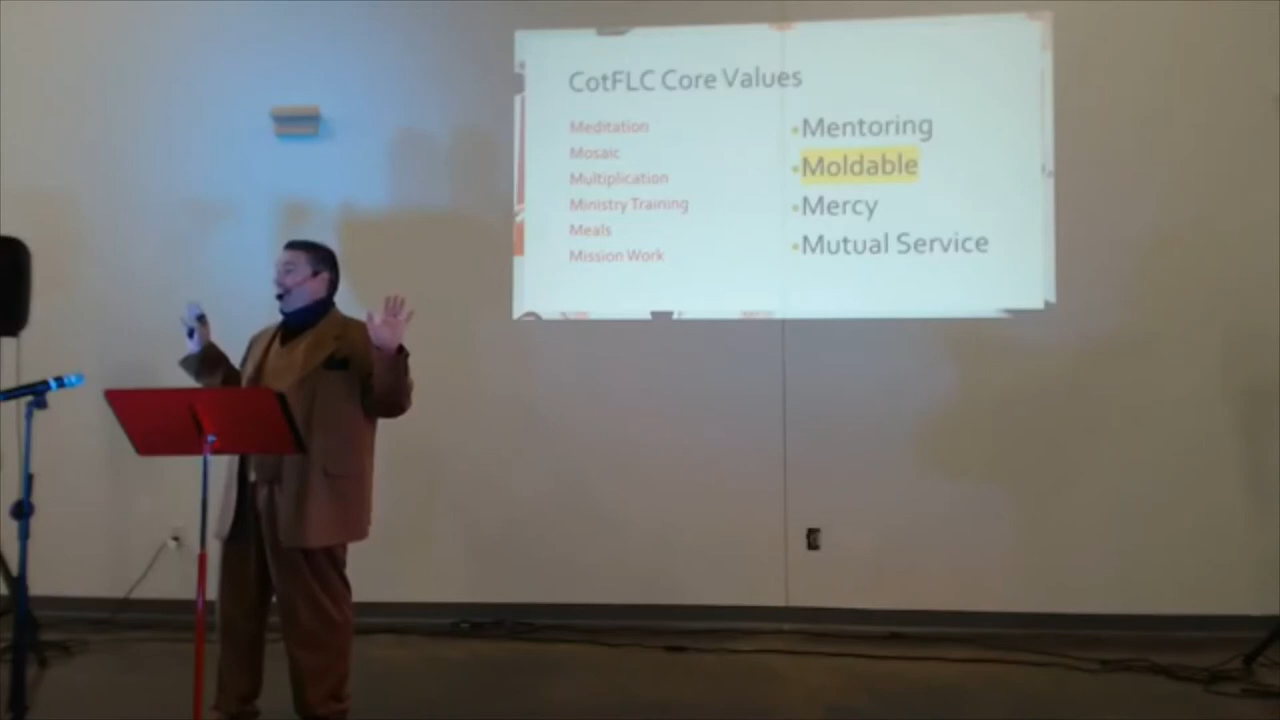 CotFLC Core Values
Meditation
Mosaic
Multiplication
Ministry Training
Meals
Mission Work
Mentoring
Moldable
Mercy
Mutual Service